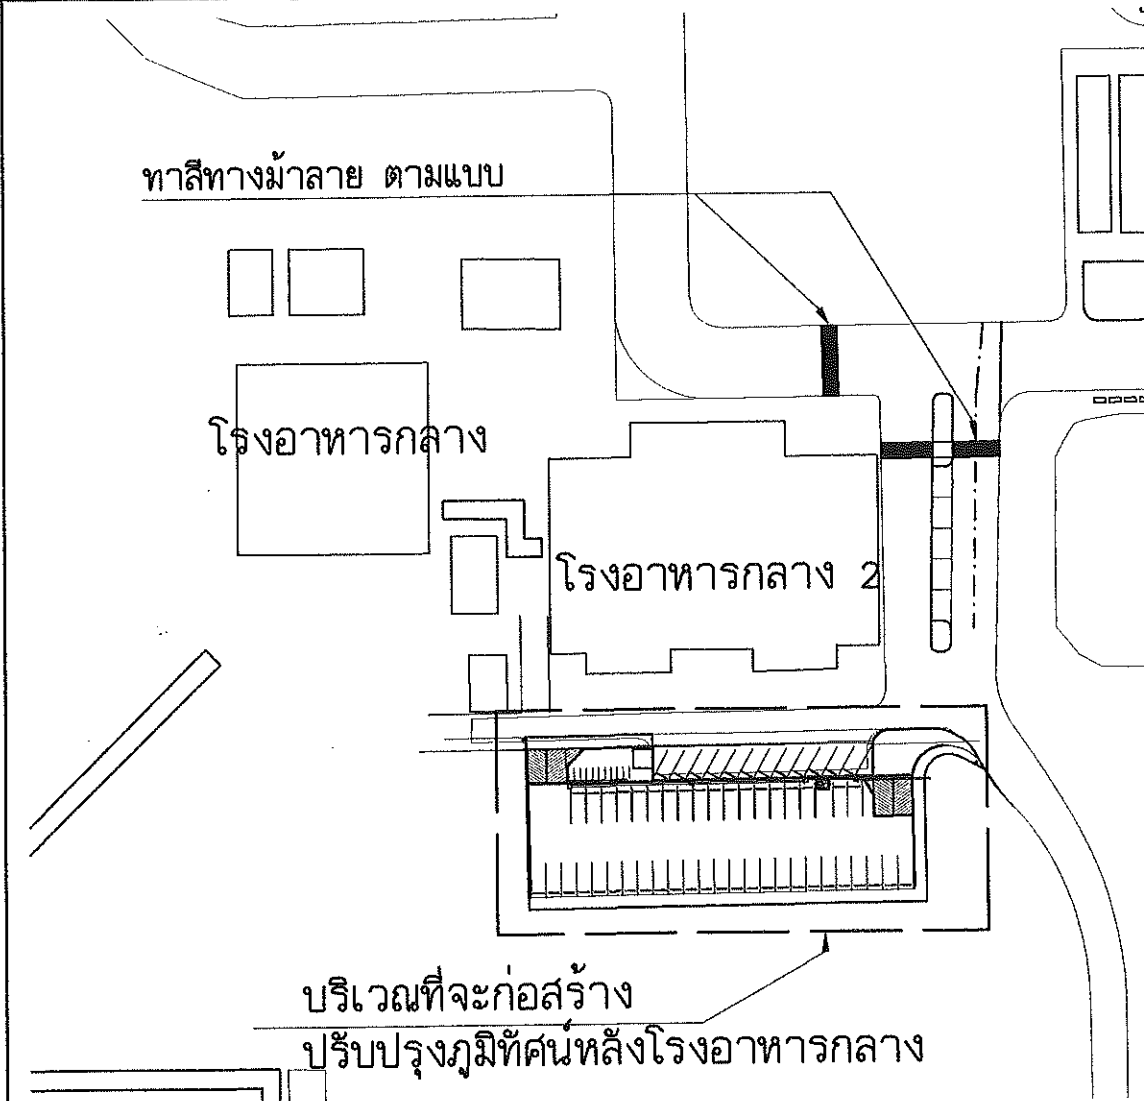 ทาสีทางม้าลาย ตามแบบ
โรงอาหารกลาง
โรงอาหารกลาง 2
บริเวณที่จะก่อสร้าง
ปรับปรุงภูมิทัศน์หลังโรงอาหารกลาง